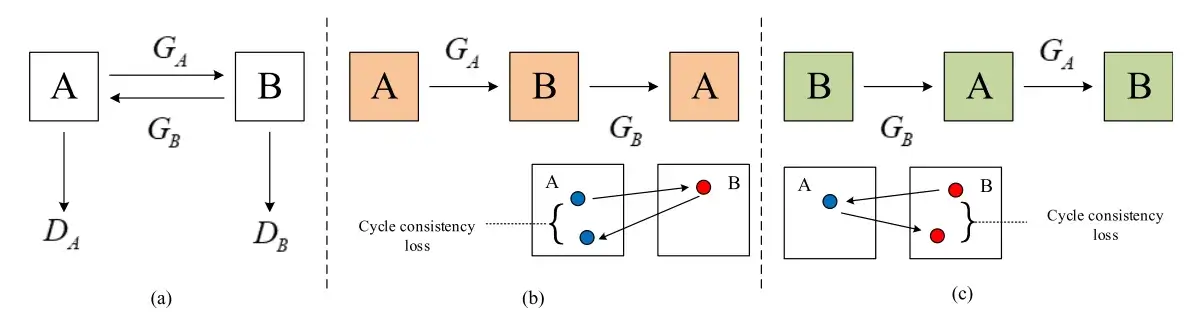 G_A
A
B
G_B
D_A
D_B
(a)
G_A
A
B
A
G_B
A
B
Cycle consistency
loss
(b)
G_A
B
A
B
G_B
A
B
Cycle consistency
loss
(c)